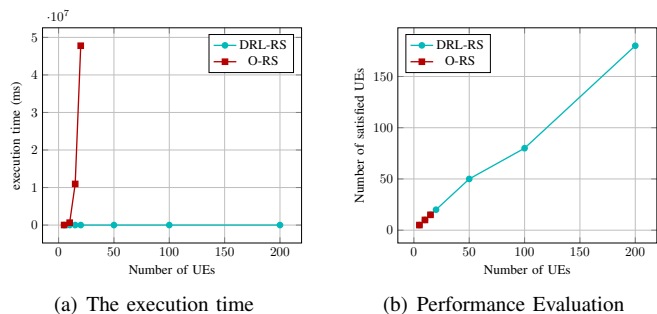 ·10⁷
5
4
3
2
1
0
0 50 100 150 200
Number of UEs
execution time (ms)
DRL-RS
O-RS
(a) The execution time
150
100
50
0
0 50 100 150 200
Number of UEs
Number of satisfied UEs
DRL-RS
O-RS
(b) Performance Evaluation